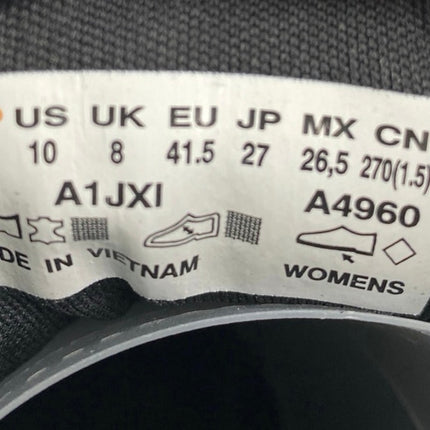 US UK EU JP MX CN
10 8 41.5 27 26,5 270(1.5)
A1JXI A4960
DE IN VIETNAM
WOMENS